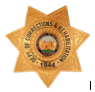 DEPT. OF CORRECTIONS & REHABILITATION
1944